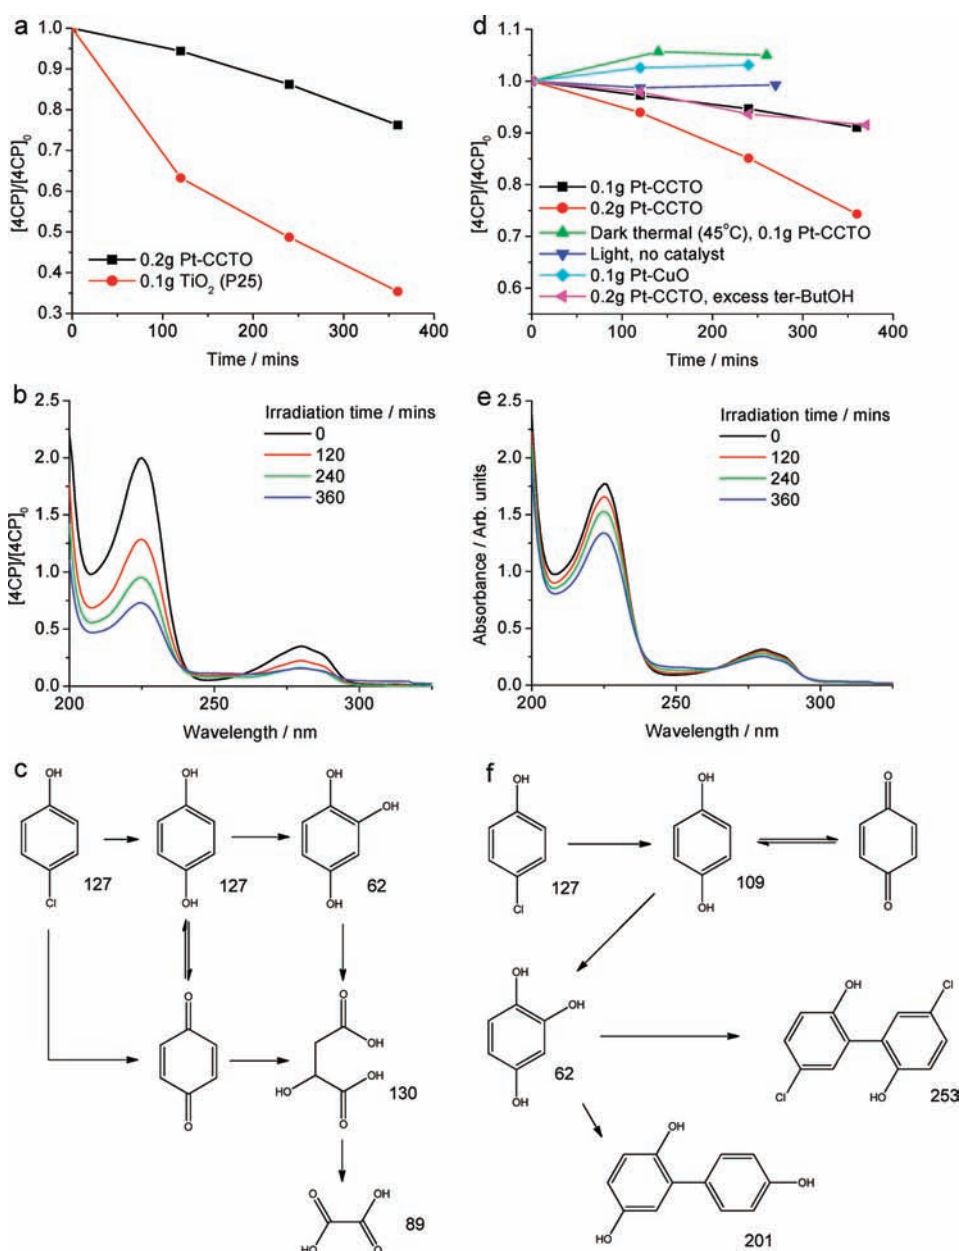 a
[4CP]/[4CP]0
1.0
0.9
0.8
0.7
0.6
0.5
0.4
0.3
0.2g Pt-CCTO
0.1g TiO2 (P25)
0 100 200 300 400
Time / mins
d
[4CP]/[4CP]0
1.1
1.0
0.9
0.8
0.7
0.6
0.1g Pt-CCTO
0.2g Pt-CCTO
Dark thermal (45°C), 0.1g Pt-CCTO
Light, no catalyst
0.1g Pt-CuO
0.2g Pt-CCTO, excess ter-ButOH
0 100 200 300 400
Time / mins
b
[4CP]/[4CP]0
2.5
2.0
1.5
1.0
0.5
0.0
Irradiation time / mins
0
120
240
360
200 250 300
Wavelength / nm
e
Absorbance / Arb. units
2.5
2.0
1.5
1.0
0.5
0.0
Irradiation time / mins
0
120
240
360
200 250 300
Wavelength / nm
c
OH
Cl
127
OH
OH
127
OH
OH
OH
62
O
O
O
OH
HO
OH
O
130
O
OH
HO
O
89
f
OH
Cl
127
OH
OH
109
O
O
OH
OH
OH
62
OH
Cl
Cl
HO
253
OH
HO
OH
201